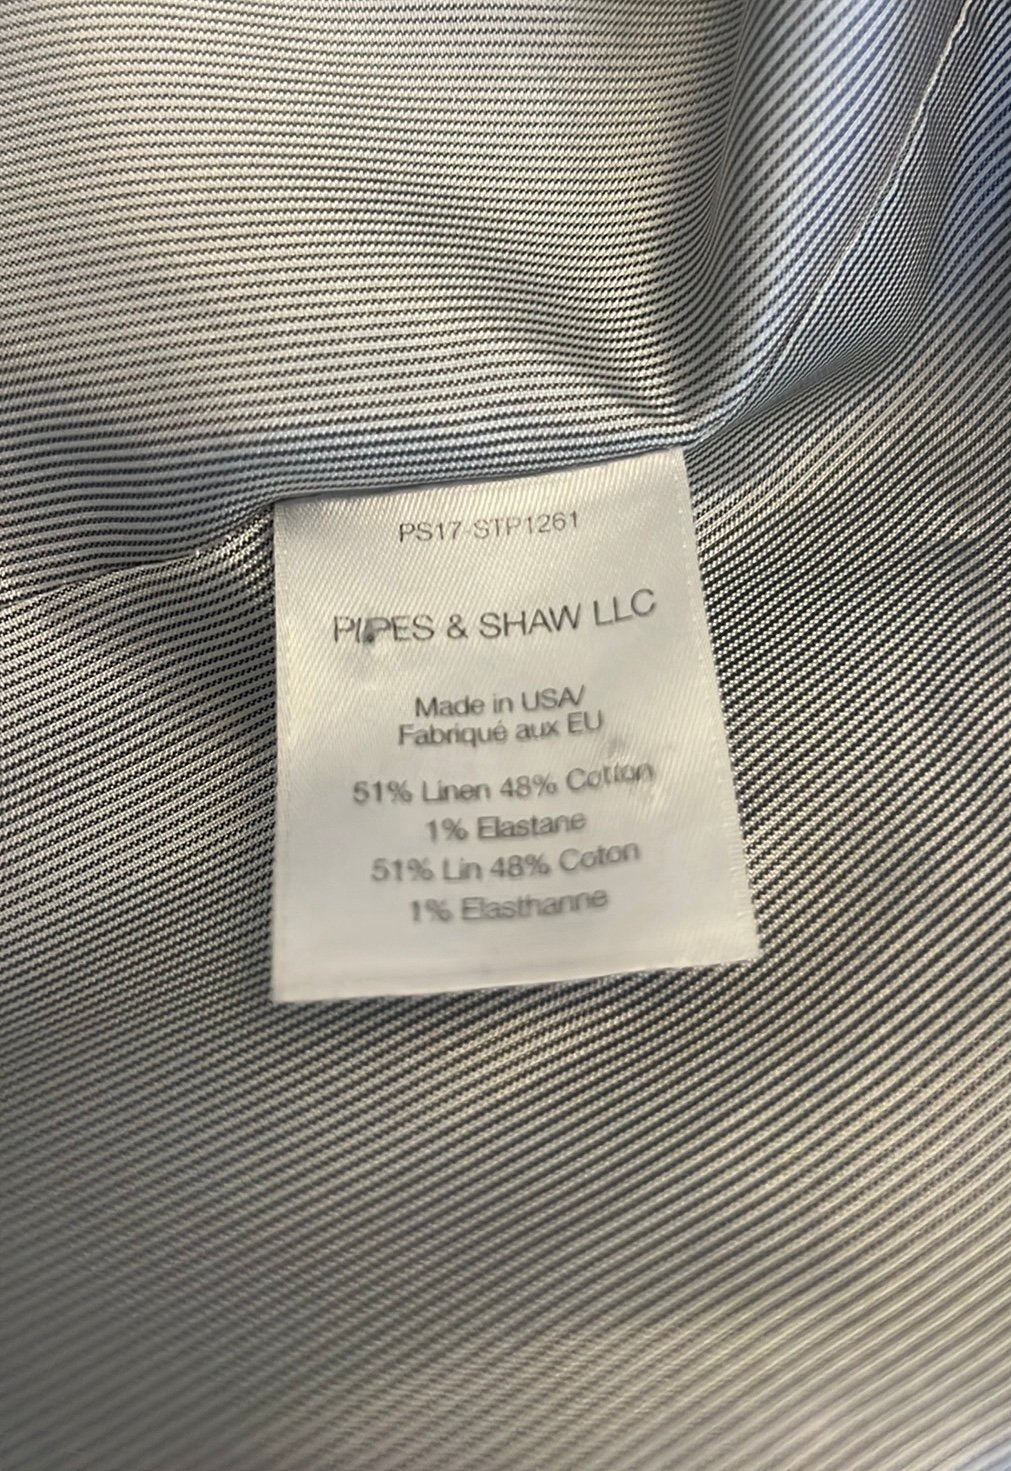 PS17-STP1261
PIPES & SHAW LLC
Made in USA/
Fabriqué aux EU
51% Linen 48% Cotton
1% Elastane
51% Lin 48% Coton
1% Elasthanne